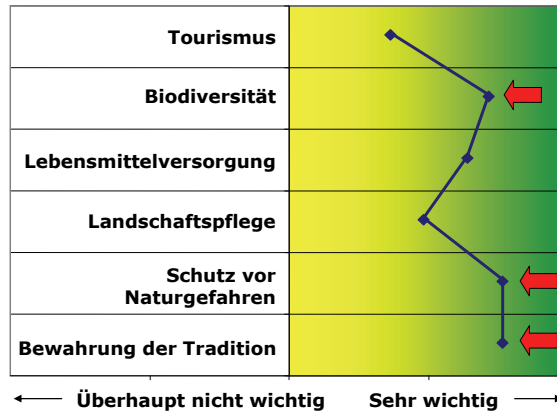 Tourismus
Biodiversität
Lebensmittelversorgung
Landschaftspflege
Schutz vor
Naturgefahren
Bewahrung der Tradition
Überhaupt nicht wichtig Sehr wichtig